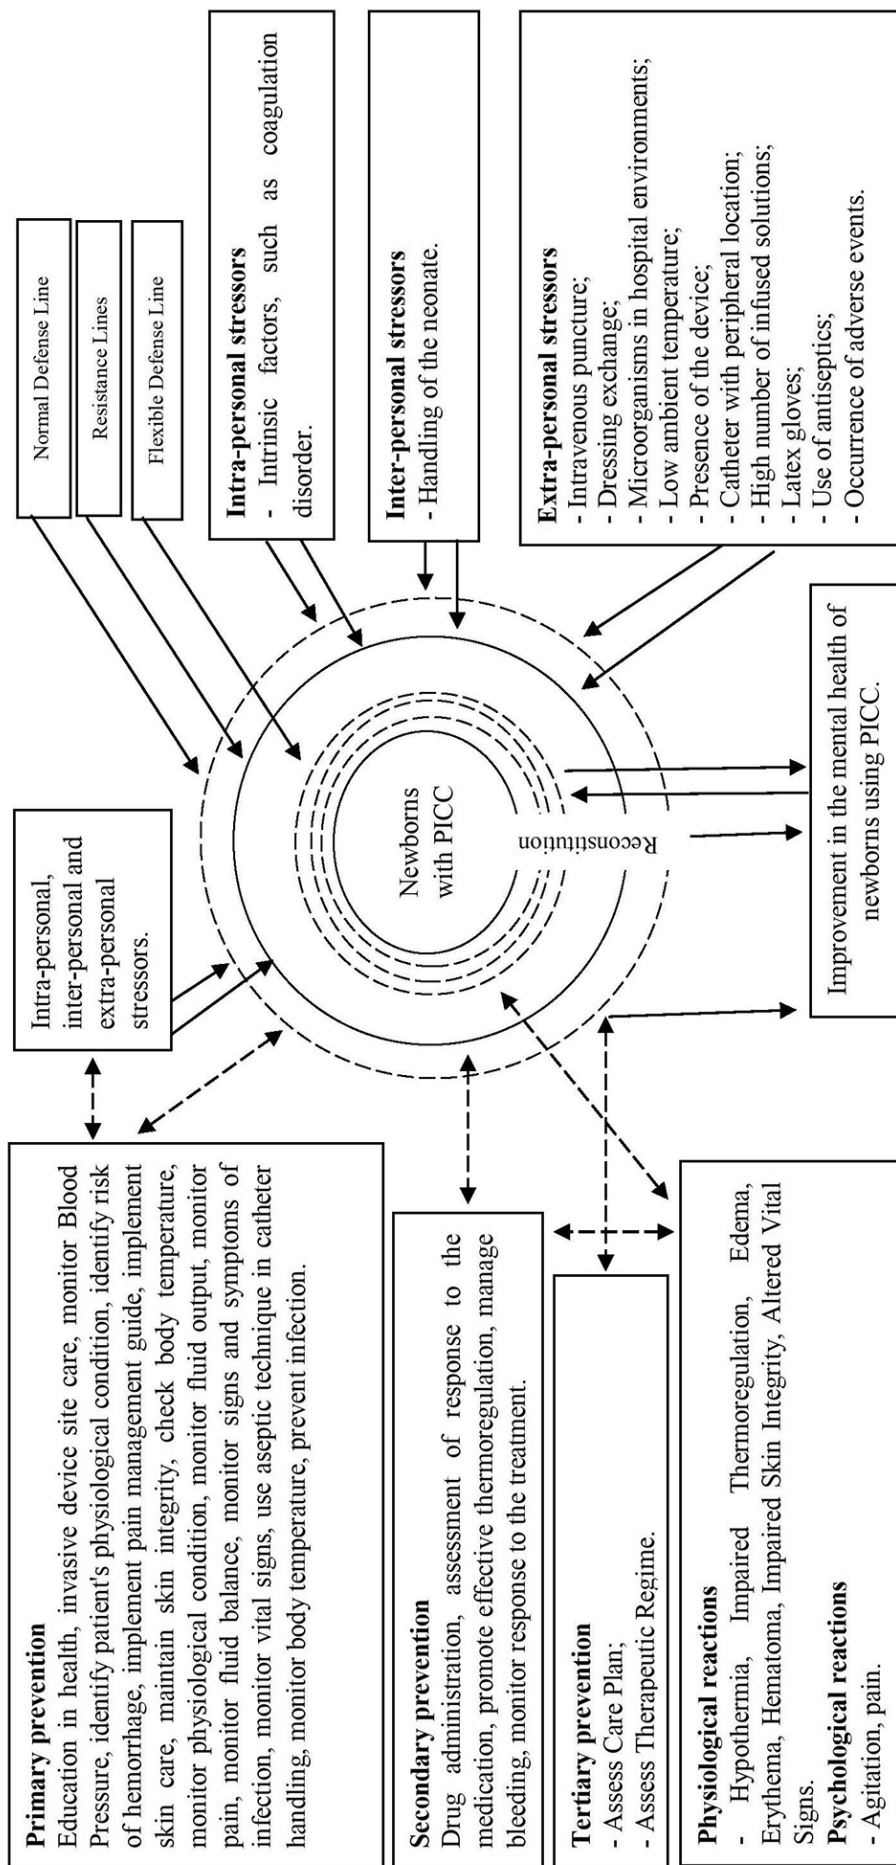 Primary prevention
Education in health, invasive device site care, monitor Blood
Pressure, identify patient's physiological condition, identify risk
of hemorrhage, implement pain management guide, implement
skin care, maintain skin integrity, check body temperature,
monitor physiological condition, monitor fluid output, monitor
pain, monitor fluid balance, monitor signs and symptoms of
infection, monitor vital signs, use aseptic technique in catheter
handling, monitor body temperature, prevent infection.
Secondary prevention
Drug administration, assessment of response to the
medication, promote effective thermoregulation, manage
bleeding, monitor response to the treatment.
Tertiary prevention
- Assess Care Plan;
- Assess Therapeutic Regime.
Physiological reactions
- Hypothermia, Impaired Thermoregulation, Edema,
Erythema, Hematoma, Impaired Skin Integrity, Altered Vital
Signs.
Psychological reactions
- Agitation, pain.
Intra-personal,
inter-personal and
extra-personal
stressors.
Newborns
with PICC
Reconstitution
Improvement in the mental health of
newborns using PICC.
Normal Defense Line
Resistance Lines
Flexible Defense Line
Intra-personal stressors
- Intrinsic factors, such as coagulation
disorder.
Inter-personal stressors
- Handling of the neonate.
Extra-personal stressors
- Intravenous puncture;
- Dressing exchange;
- Microorganisms in hospital environments;
- Low ambient temperature;
- Presence of the device;
- Catheter with peripheral location;
- High number of infused solutions;
- Latex gloves;
- Use of antiseptics;
- Occurrence of adverse events.